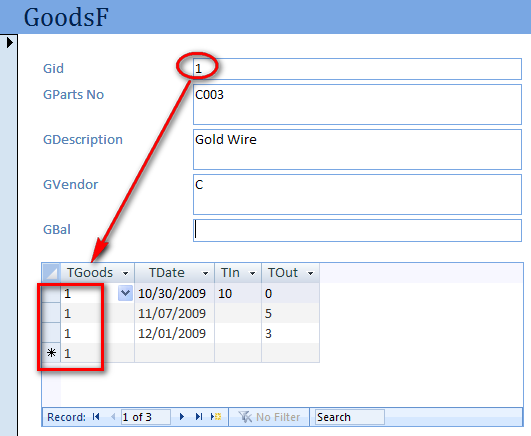 GoodsF
Gid 1
GParts No C003
GDescription Gold Wire
GVendor C
GBal
TGoods TDate TIn TOut
1 10/30/2009 10 0
1 11/07/2009 5
1 12/01/2009 3
1
Record: 1 of 3 No Filter Search